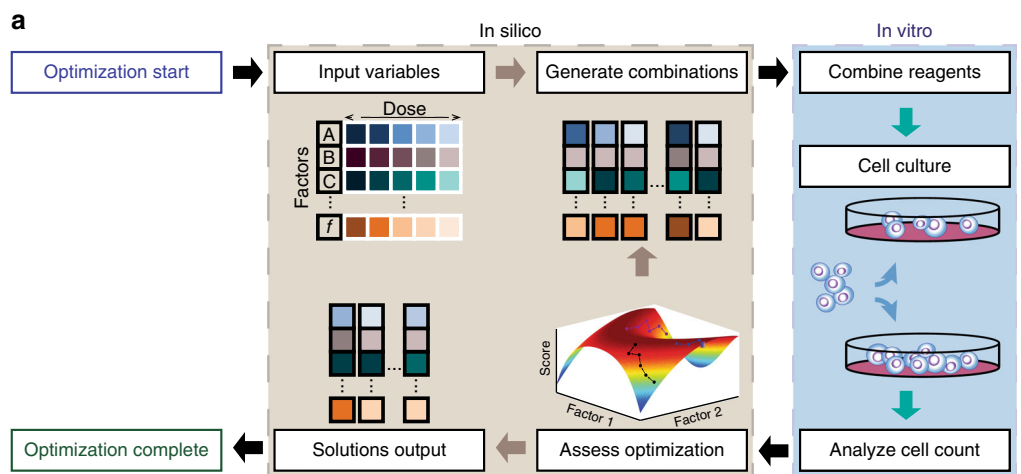 a
In silico
In vitro
Optimization start
Input variables
Generate combinations
Combine reagents
Dose
Factors
A
B
C
f
...
Cell culture
...
Score
Factor 1
Factor 2
Optimization complete
Solutions output
Assess optimization
Analyze cell count